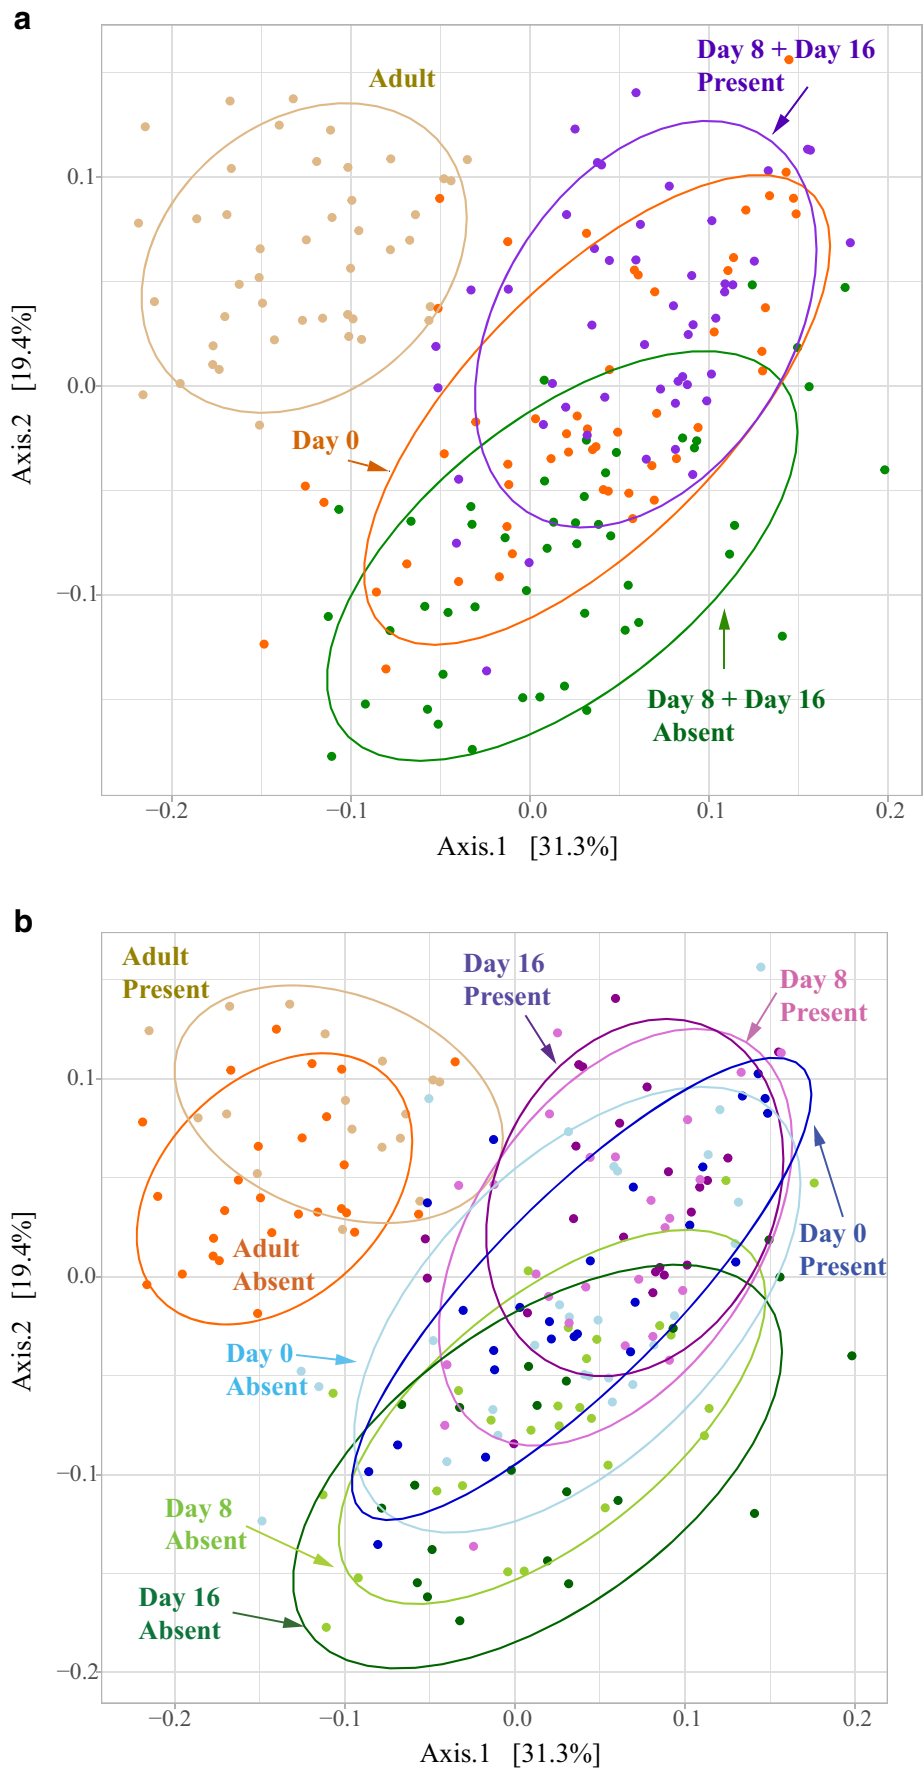 a
Day 8 + Day 16
Present
Adult
0.1
0.0
Day 0
−0.1
Day 8 + Day 16
Absent
Axis.2 [19.4%]
−0.2
−0.1
0.0
0.1
0.2
Axis.1 [31.3%]
b
Adult
Present
Day 16
Present
Day 8
Present
0.1
Day 0
Present
Adult
Absent
0.0
Day 0
Absent
−0.1
Day 8
Absent
Day 16
Absent
−0.2
Axis.2 [19.4%]
−0.2
−0.1
0.0
0.1
0.2
Axis.1 [31.3%]